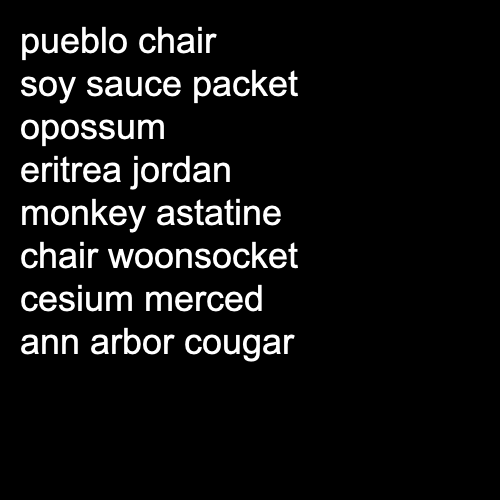 pueblo chair
soy sauce packet
opossum
eritrea jordan
monkey astatine
chair woonsocket
cesium merced
ann arbor cougar